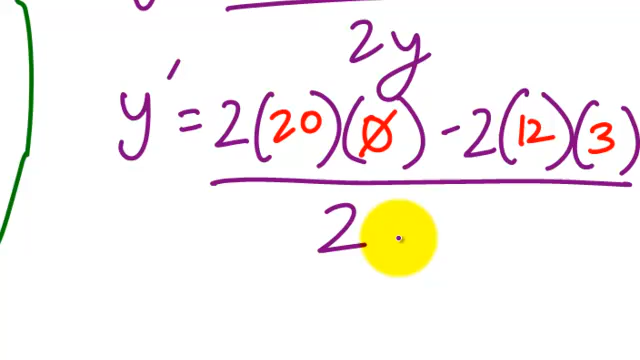 2y
y' = 2(20)(0) - 2(12)(3)
2